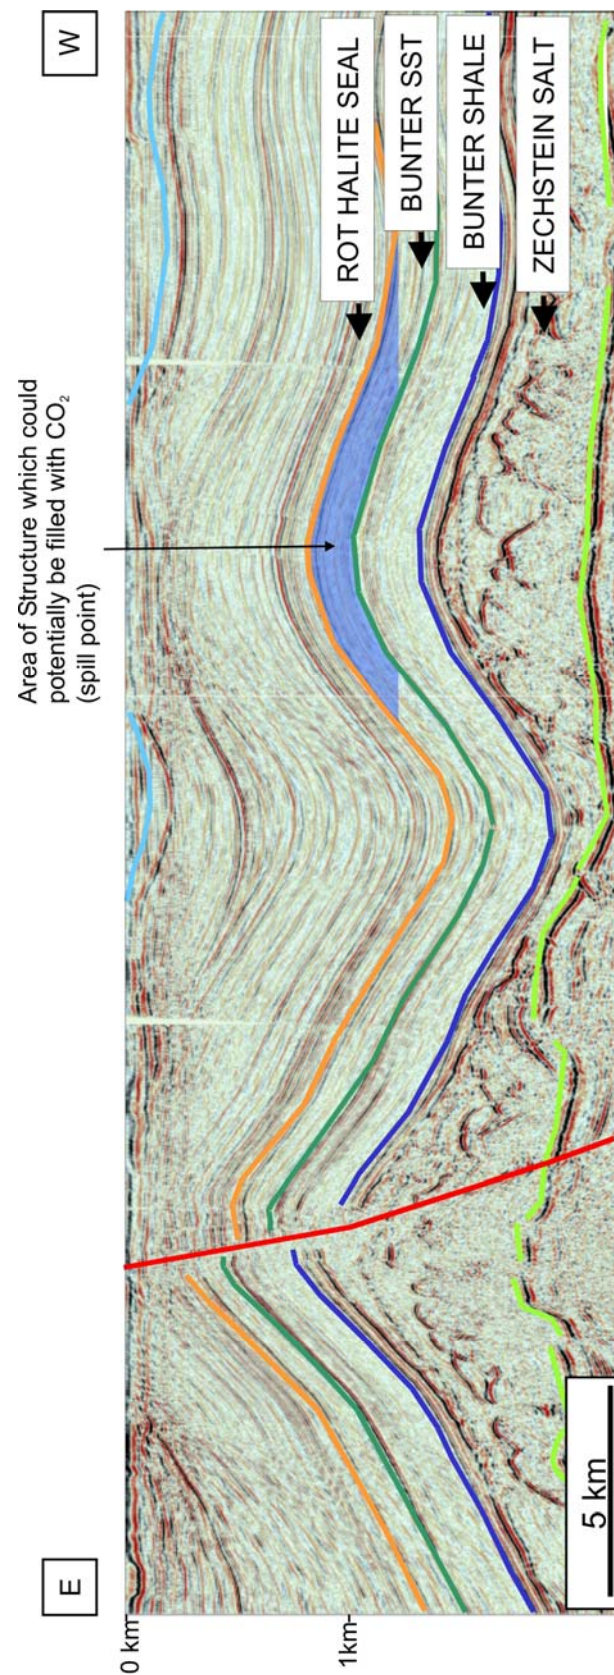 E
W
Area of Structure which could
potentially be filled with CO₂
(spill point)
0 km
1km
ROT HALITE SEAL
BUNTER SST
BUNTER SHALE
ZECHSTEIN SALT
5 km